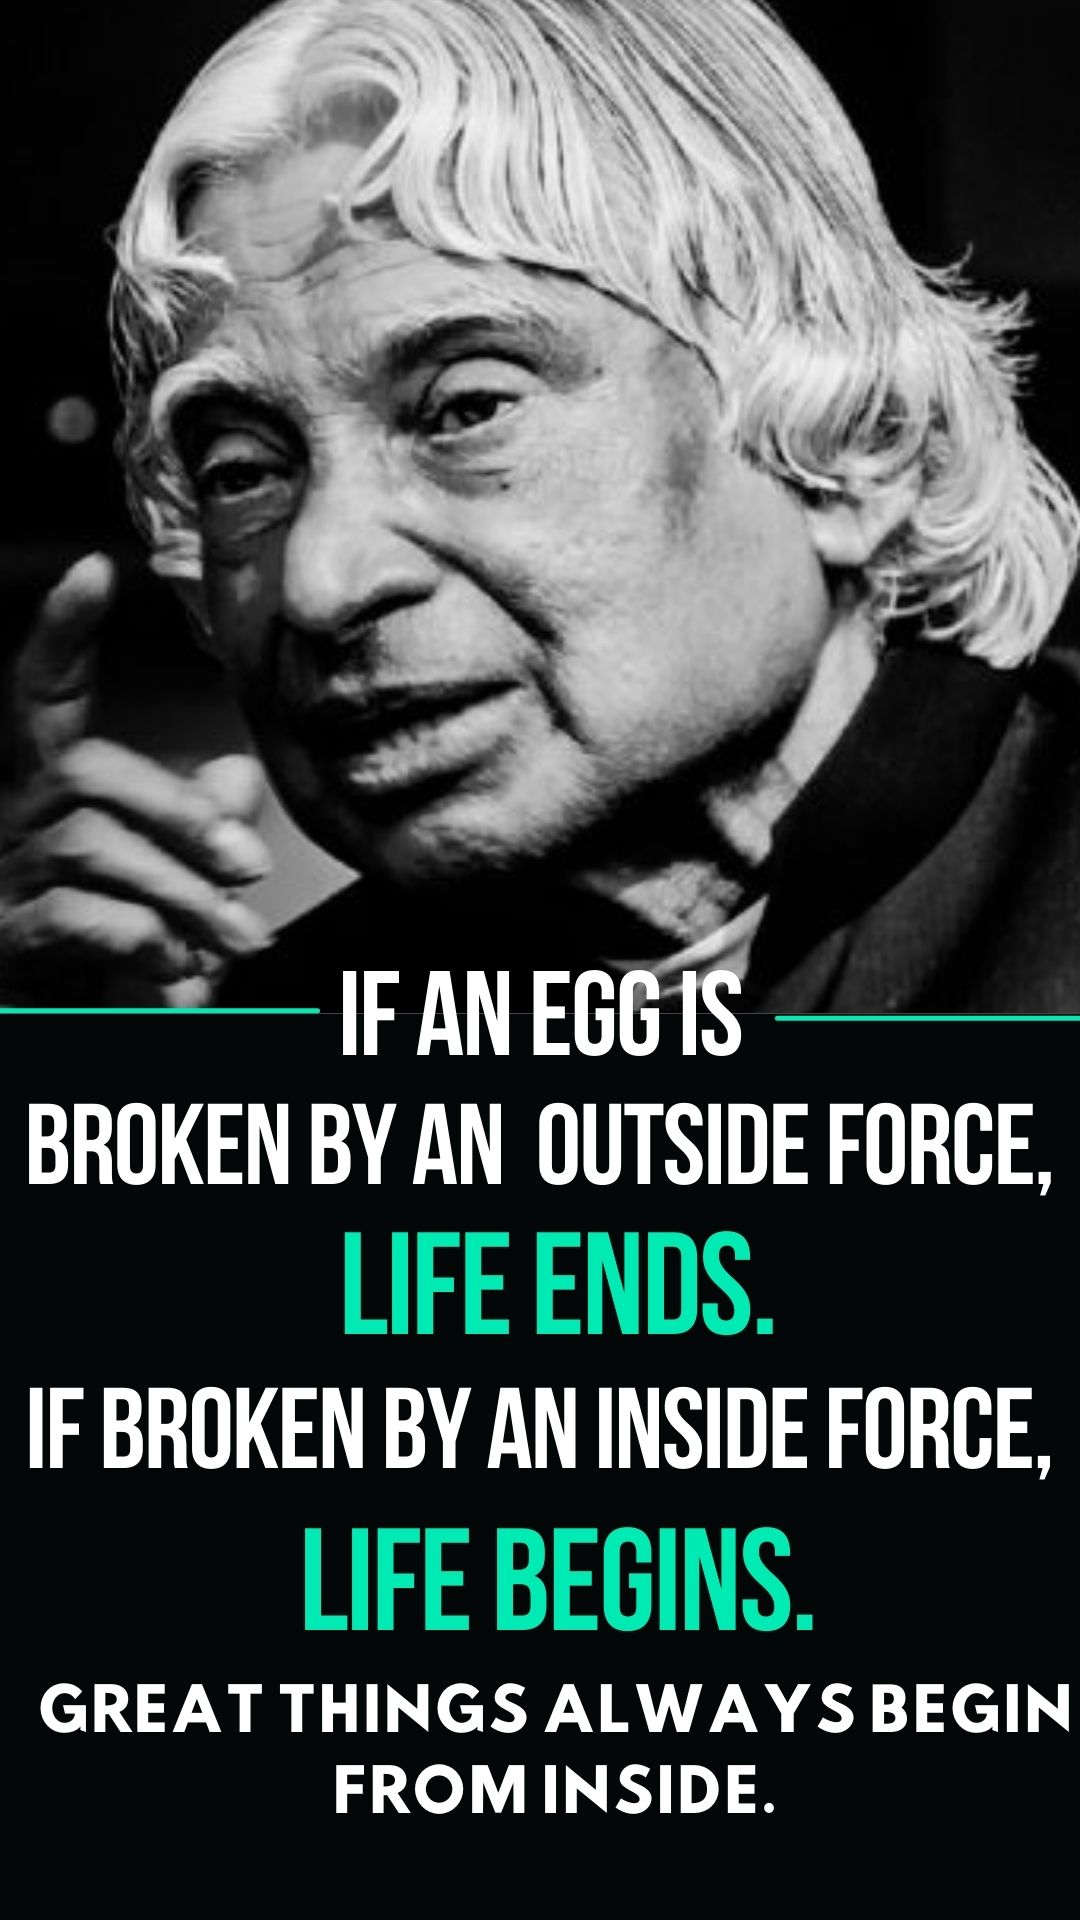 IF AN EGG IS
BROKEN BY AN OUTSIDE FORCE,
LIFE ENDS.
IF BROKEN BY AN INSIDE FORCE,
LIFE BEGINS.
GREAT THINGS ALWAYS BEGIN
FROM INSIDE.